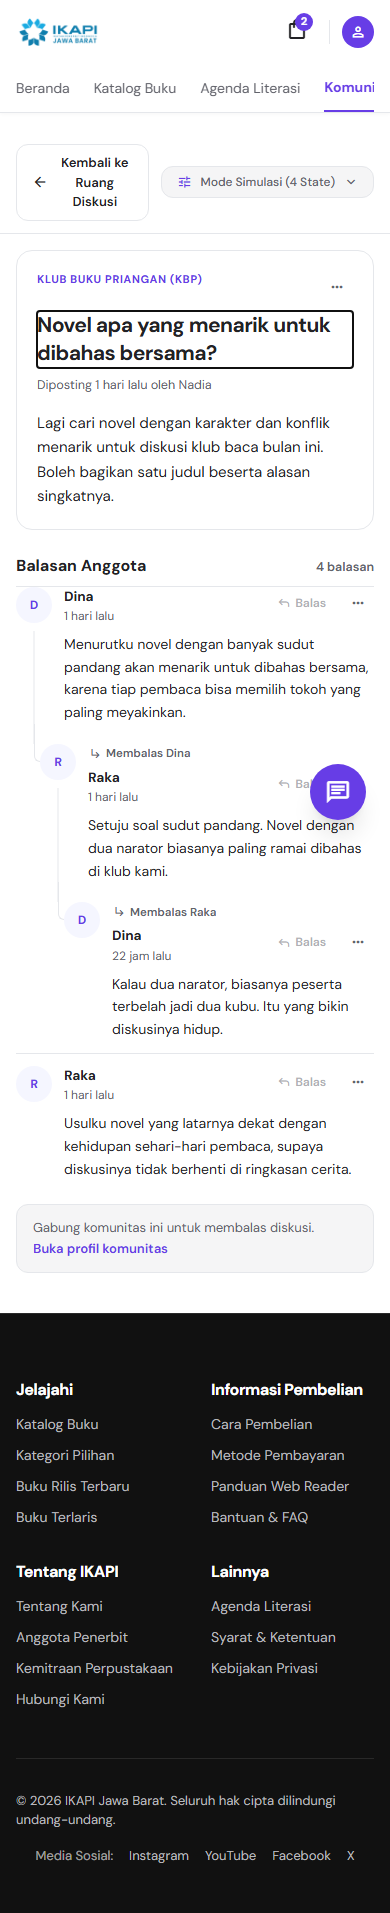 IKAPI
JAWA BARAT
2
Beranda
Katalog Buku
Agenda Literasi
Komuni
Kembali ke
Ruang
Diskusi
Mode Simulasi (4 State)
KLUB BUKU PRIANGAN (KBP)
Novel apa yang menarik untuk
dibahas bersama?
Diposting 1 hari lalu oleh Nadia
Lagi cari novel dengan karakter dan konflik
menarik untuk diskusi klub baca bulan ini.
Boleh bagikan satu judul beserta alasan
singkatnya.
Balasan Anggota
4 balasan
D
Dina
1 hari lalu
Balas
Menurutku novel dengan banyak sudut
pandang akan menarik untuk dibahas bersama,
karena tiap pembaca bisa memilih tokoh yang
paling meyakinkan.
R
Membalas Dina
Raka
1 hari lalu
Setuju soal sudut pandang. Novel dengan
dua narator biasanya paling ramai dibahas
di klub kami.
D
Membalas Raka
Dina
22 jam lalu
Balas
Kalau dua narator, biasanya peserta
terbelah jadi dua kubu. Itu yang bikin
diskusinya hidup.
R
Raka
1 hari lalu
Balas
Usulku novel yang latarnya dekat dengan
kehidupan sehari-hari pembaca, supaya
diskusinya tidak berhenti di ringkasan cerita.
Gabung komunitas ini untuk membalas diskusi.
Buka profil komunitas
Jelajahi
Katalog Buku
Kategori Pilihan
Buku Rilis Terbaru
Buku Terlaris
Informasi Pembelian
Cara Pembelian
Metode Pembayaran
Panduan Web Reader
Bantuan & FAQ
Tentang IKAPI
Tentang Kami
Anggota Penerbit
Kemitraan Perpustakaan
Hubungi Kami
Lainnya
Agenda Literasi
Syarat & Ketentuan
Kebijakan Privasi
© 2026 IKAPI Jawa Barat. Seluruh hak cipta dilindungi
undang-undang.
Media Sosial:
Instagram
YouTube
Facebook
X